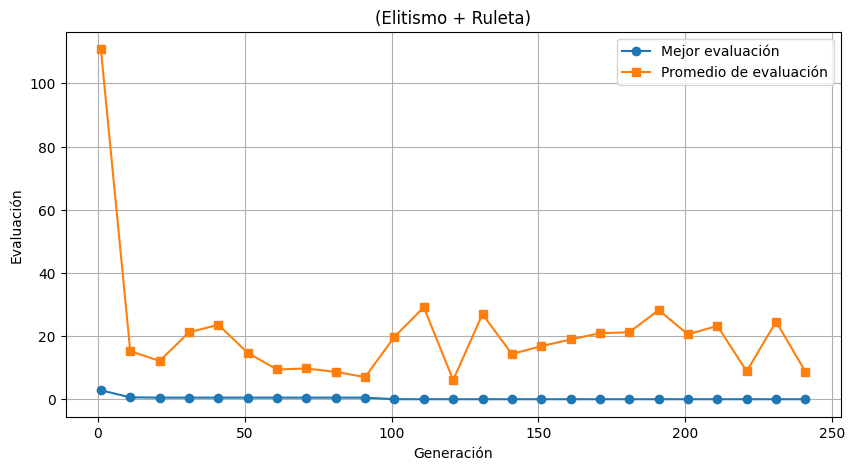 (Elitismo + Ruleta)
Mejor evaluación
Promedio de evaluación
Evaluación
100
80
60
40
20
0
0 50 100 150 200 250
Generación